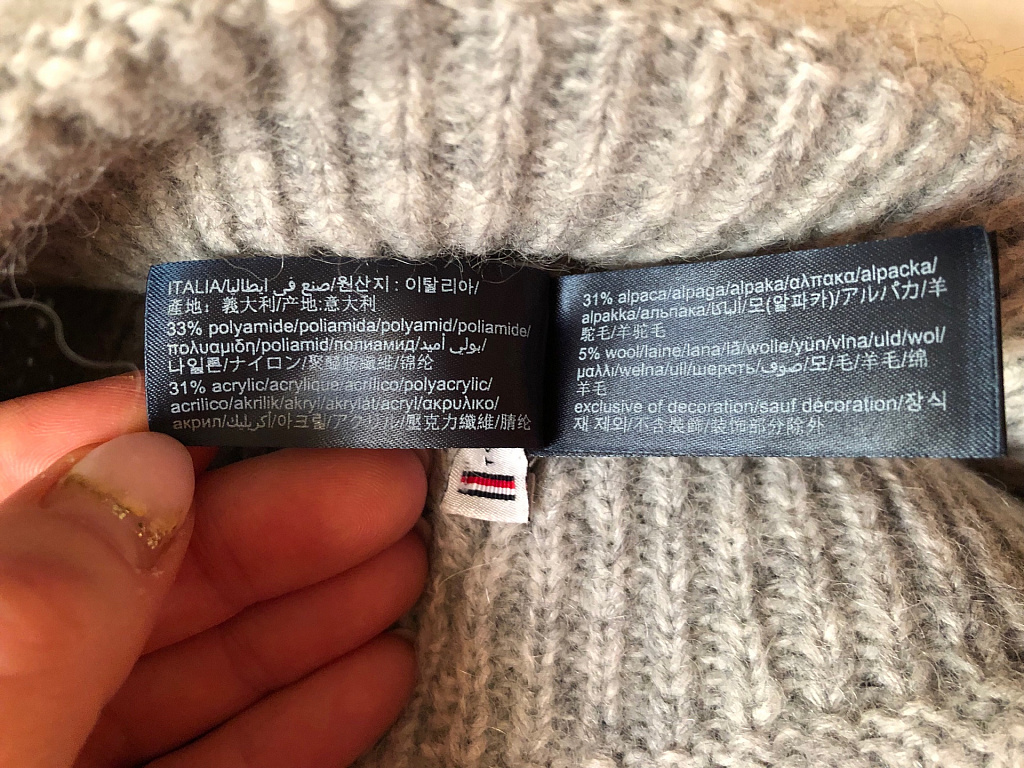 ITALIA/صنع في ايطاليا/원산지 : 이탈리아/
產地：義大利/产地:意大利
33% polyamide/poliamida/polyamid/poliamide/
πολυαμιδη/poliamid/полиамид/بولي أميد/
나일론/ナイロン/聚醯胺纖維/锦纶
31% acrylic/acrylique/acrílico/polyacrylic/
acrilico/akrilik/akryl/akrylát/acryl/ακρυλικο/
акрил/أكريليك/아크릴/アクリル/壓克力纖維/腈纶
31% alpaca/alpaga/alpaka/αλπακα/alpacka/
alpakka/альпака/البكا/모(알파카)/アルパカ/羊
駝毛/羊驼毛
5% wool/laine/lana/lã/wolle/yün/vlna/uld/wol/
μαλλι/welna/ull/шерсть/صوف/모/毛/羊毛/綿
羊毛
exclusive of decoration/sauf décoration/장식
재 제외/不含裝飾/装饰部分除外